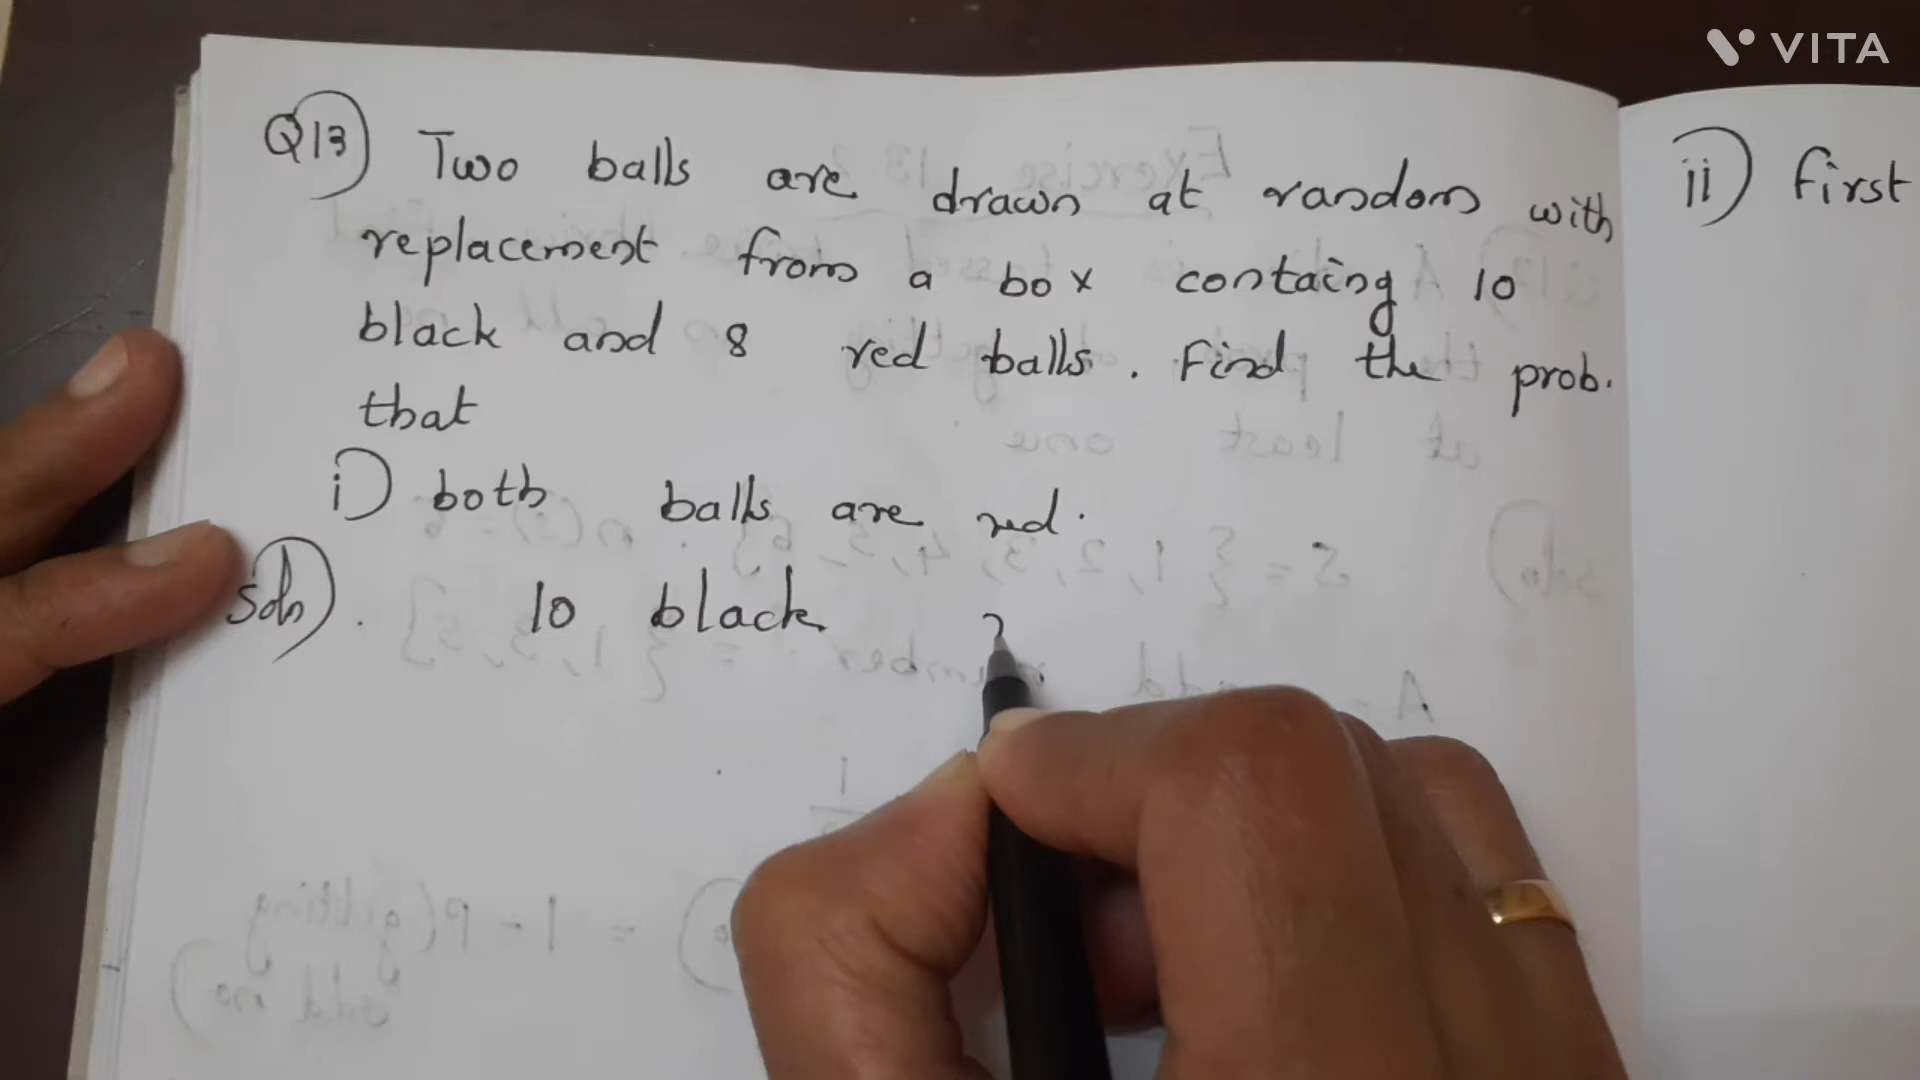 VITA
Q13) Two balls are drawn at random with
replacement from a box containg 10
black and 8 red balls. Find the prob.
that
i) both balls are red.
Soln). 10 black
ii) first